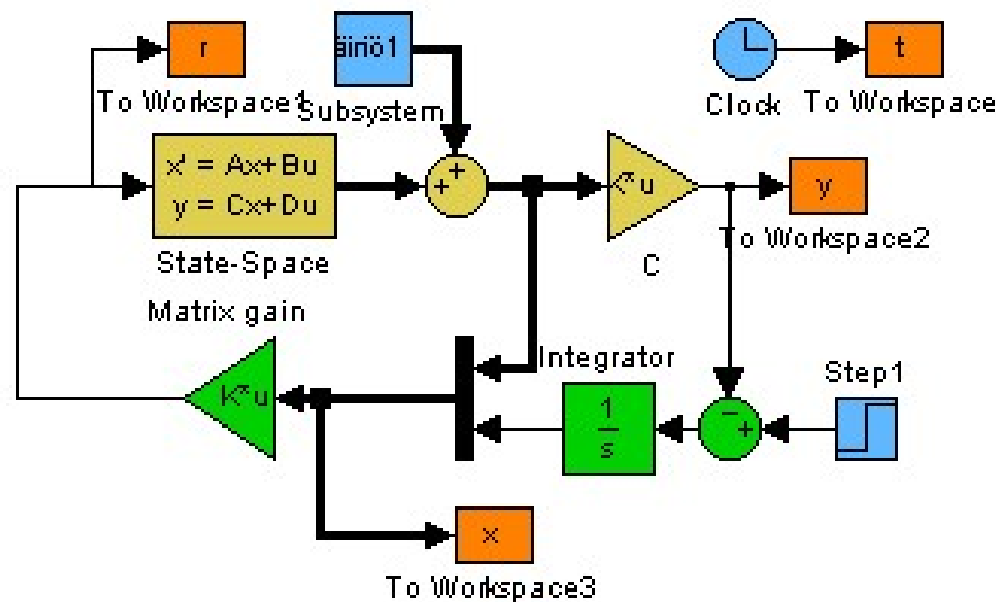 r
äiriö1
t
To Workspace1
Subsystem
Clock
To Workspace
x' = Ax+Bu
y = Cx+Du
+
+
K*u
y
State-Space
C
To Workspace2
Matrix gain
Integrator
Step1
K*u
1
s
−
+
x
To Workspace3